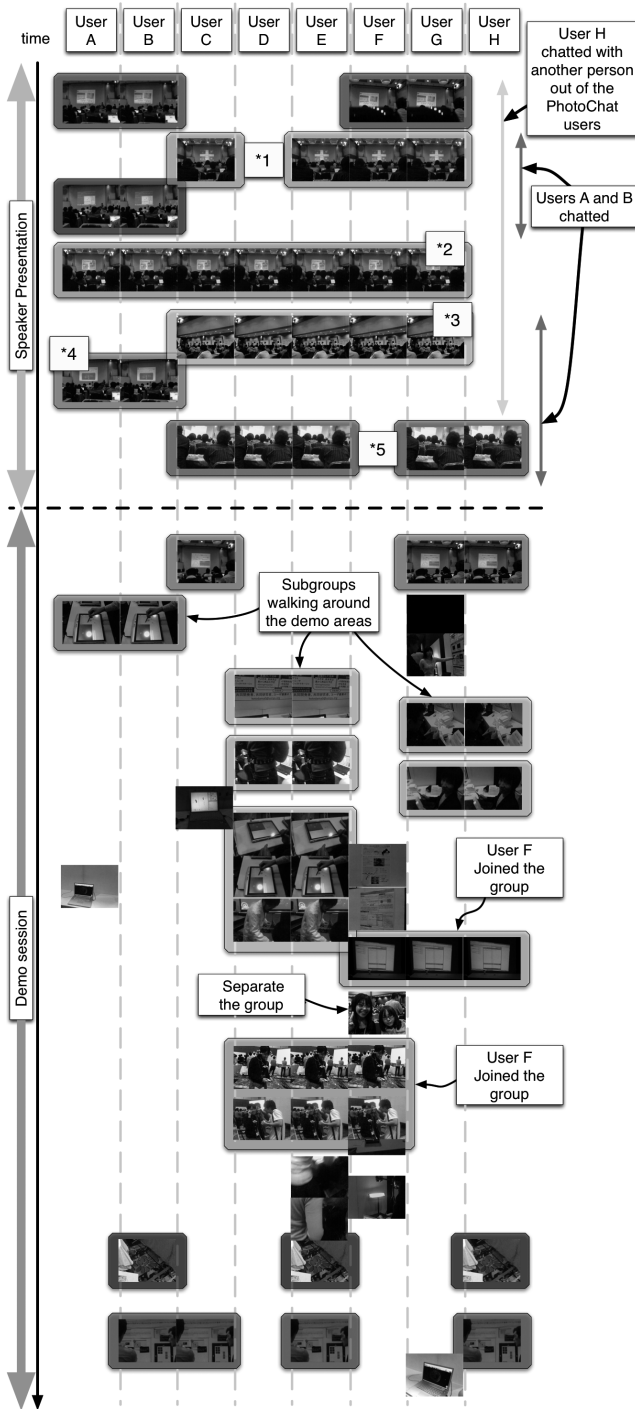 time
User
A
User
B
User
C
User
D
User
E
User
F
User
G
User
H
User H
chatted with
another person
out of the
PhotoChat
users
*1
Users A and B
chatted
Speaker Presentation
*2
*3
*4
*5
Subgroups
walking around
the demo areas
User F
Joined the
group
Demo session
Separate
the group
User F
Joined the
group